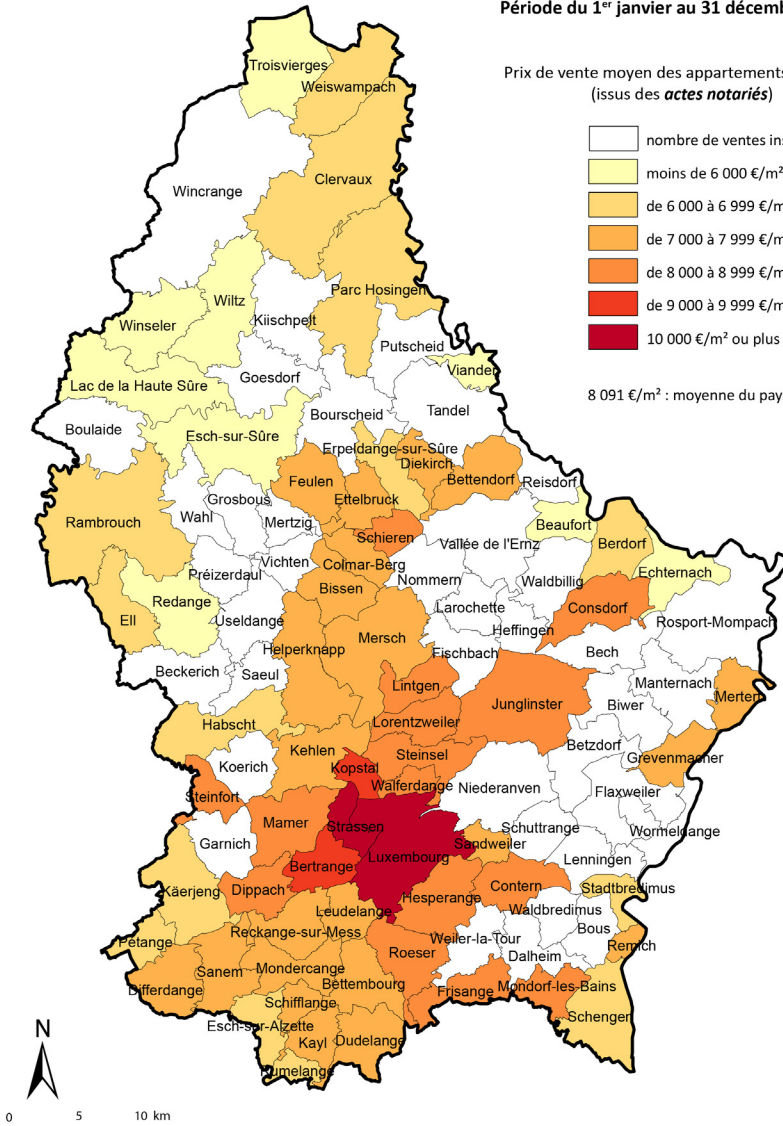 Période du 1er janvier au 31 décemb
Prix de vente moyen des appartements
(issus des actes notariés)
nombre de ventes ins
moins de 6 000 €/m²
de 6 000 à 6 999 €/m
de 7 000 à 7 999 €/m
de 8 000 à 8 999 €/m
de 9 000 à 9 999 €/m
10 000 €/m² ou plus
8 091 €/m² : moyenne du pay
Troisvierges
Weiswampach
Clervaux
Wincrange
Parc Hosingen
Wiltz
Kiischpelt
Winseler
Putscheid
Viander
Goesdorf
Lac de la Haute Sûre
Tandel
Bourscheid
Boulaide
Esch-sur-Sûre
Erpeldange-sur-Sûre
Diekirch
Bettendorf
Reisdorf
Feulen
Ettelbruck
Grosbous
Wahl
Mertzig
Rambrouch
Beaufort
Schieren
Vallée de l'Ernz
Berdorf
Vichten
Colmar-Berg
Préizerdaul
Nommern
Waldbillig
Echternach
Bissen
Redange
Larochette
Consdorf
Ell
Useldange
Heffingen
Rosport-Mompach
Mersch
Helperknapp
Fischbach
Bech
Beckerich
Saeul
Lintgen
Manternach
Mertert
Junglinster
Biwer
Habscht
Lorentzweiler
Kehlen
Steinsel
Betzdorf
Grevenmacher
Koerich
Kopstal
Walferdange
Niederanven
Flaxweiler
Steinfort
Mamer
Strassen
Schuttrange
Wormeldange
Garnich
Sandweiler
Luxembourg
Lenningen
Bertrange
Käerjeng
Dippach
Contern
Stadtbredimus
Hesperange
Leudelange
Waldbredimus
Bous
Reckange-sur-Mess
Pétange
Weiler-la-Tour
Remich
Roeser
Dalheim
Sanem
Mondercange
Bettembourg
Differdange
Frisange
Mondorf-les-Bains
Schifflange
Schengen
Esch-sur-Alzette
Kayl
Dudelange
Rumelange
N
0 5 10 km